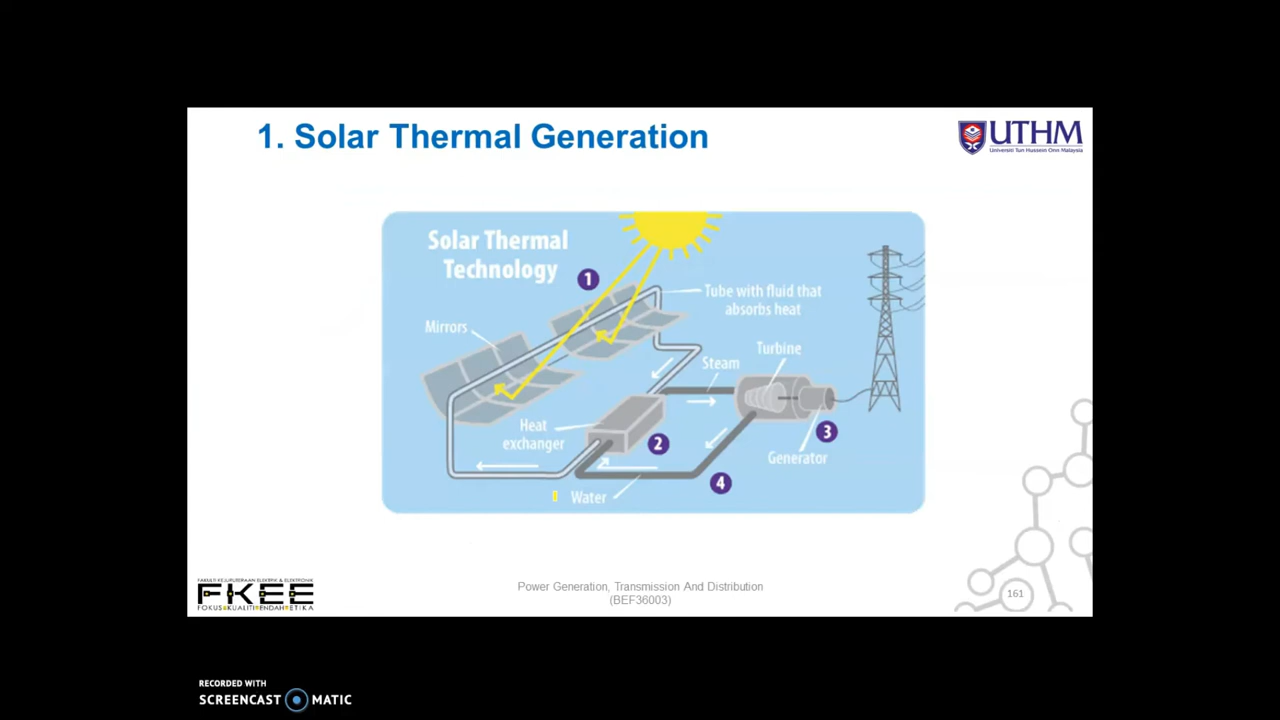 1. Solar Thermal Generation
UTHM
Universiti Tun Hussein Onn Malaysia
Solar Thermal
Technology
1
Tube with fluid that
absorbs heat
Mirrors
Turbine
Steam
Heat
exchanger
2
3
Generator
4
Water
FAKULTI KEJURUTERAAN ELEKTRIK & ELEKTRONIK
FKEE
FOKUS KUALITI ENDAH ETIKA
Power Generation, Transmission And Distribution
(BEF36003)
161
RECORDED WITH
SCREENCAST MATIC